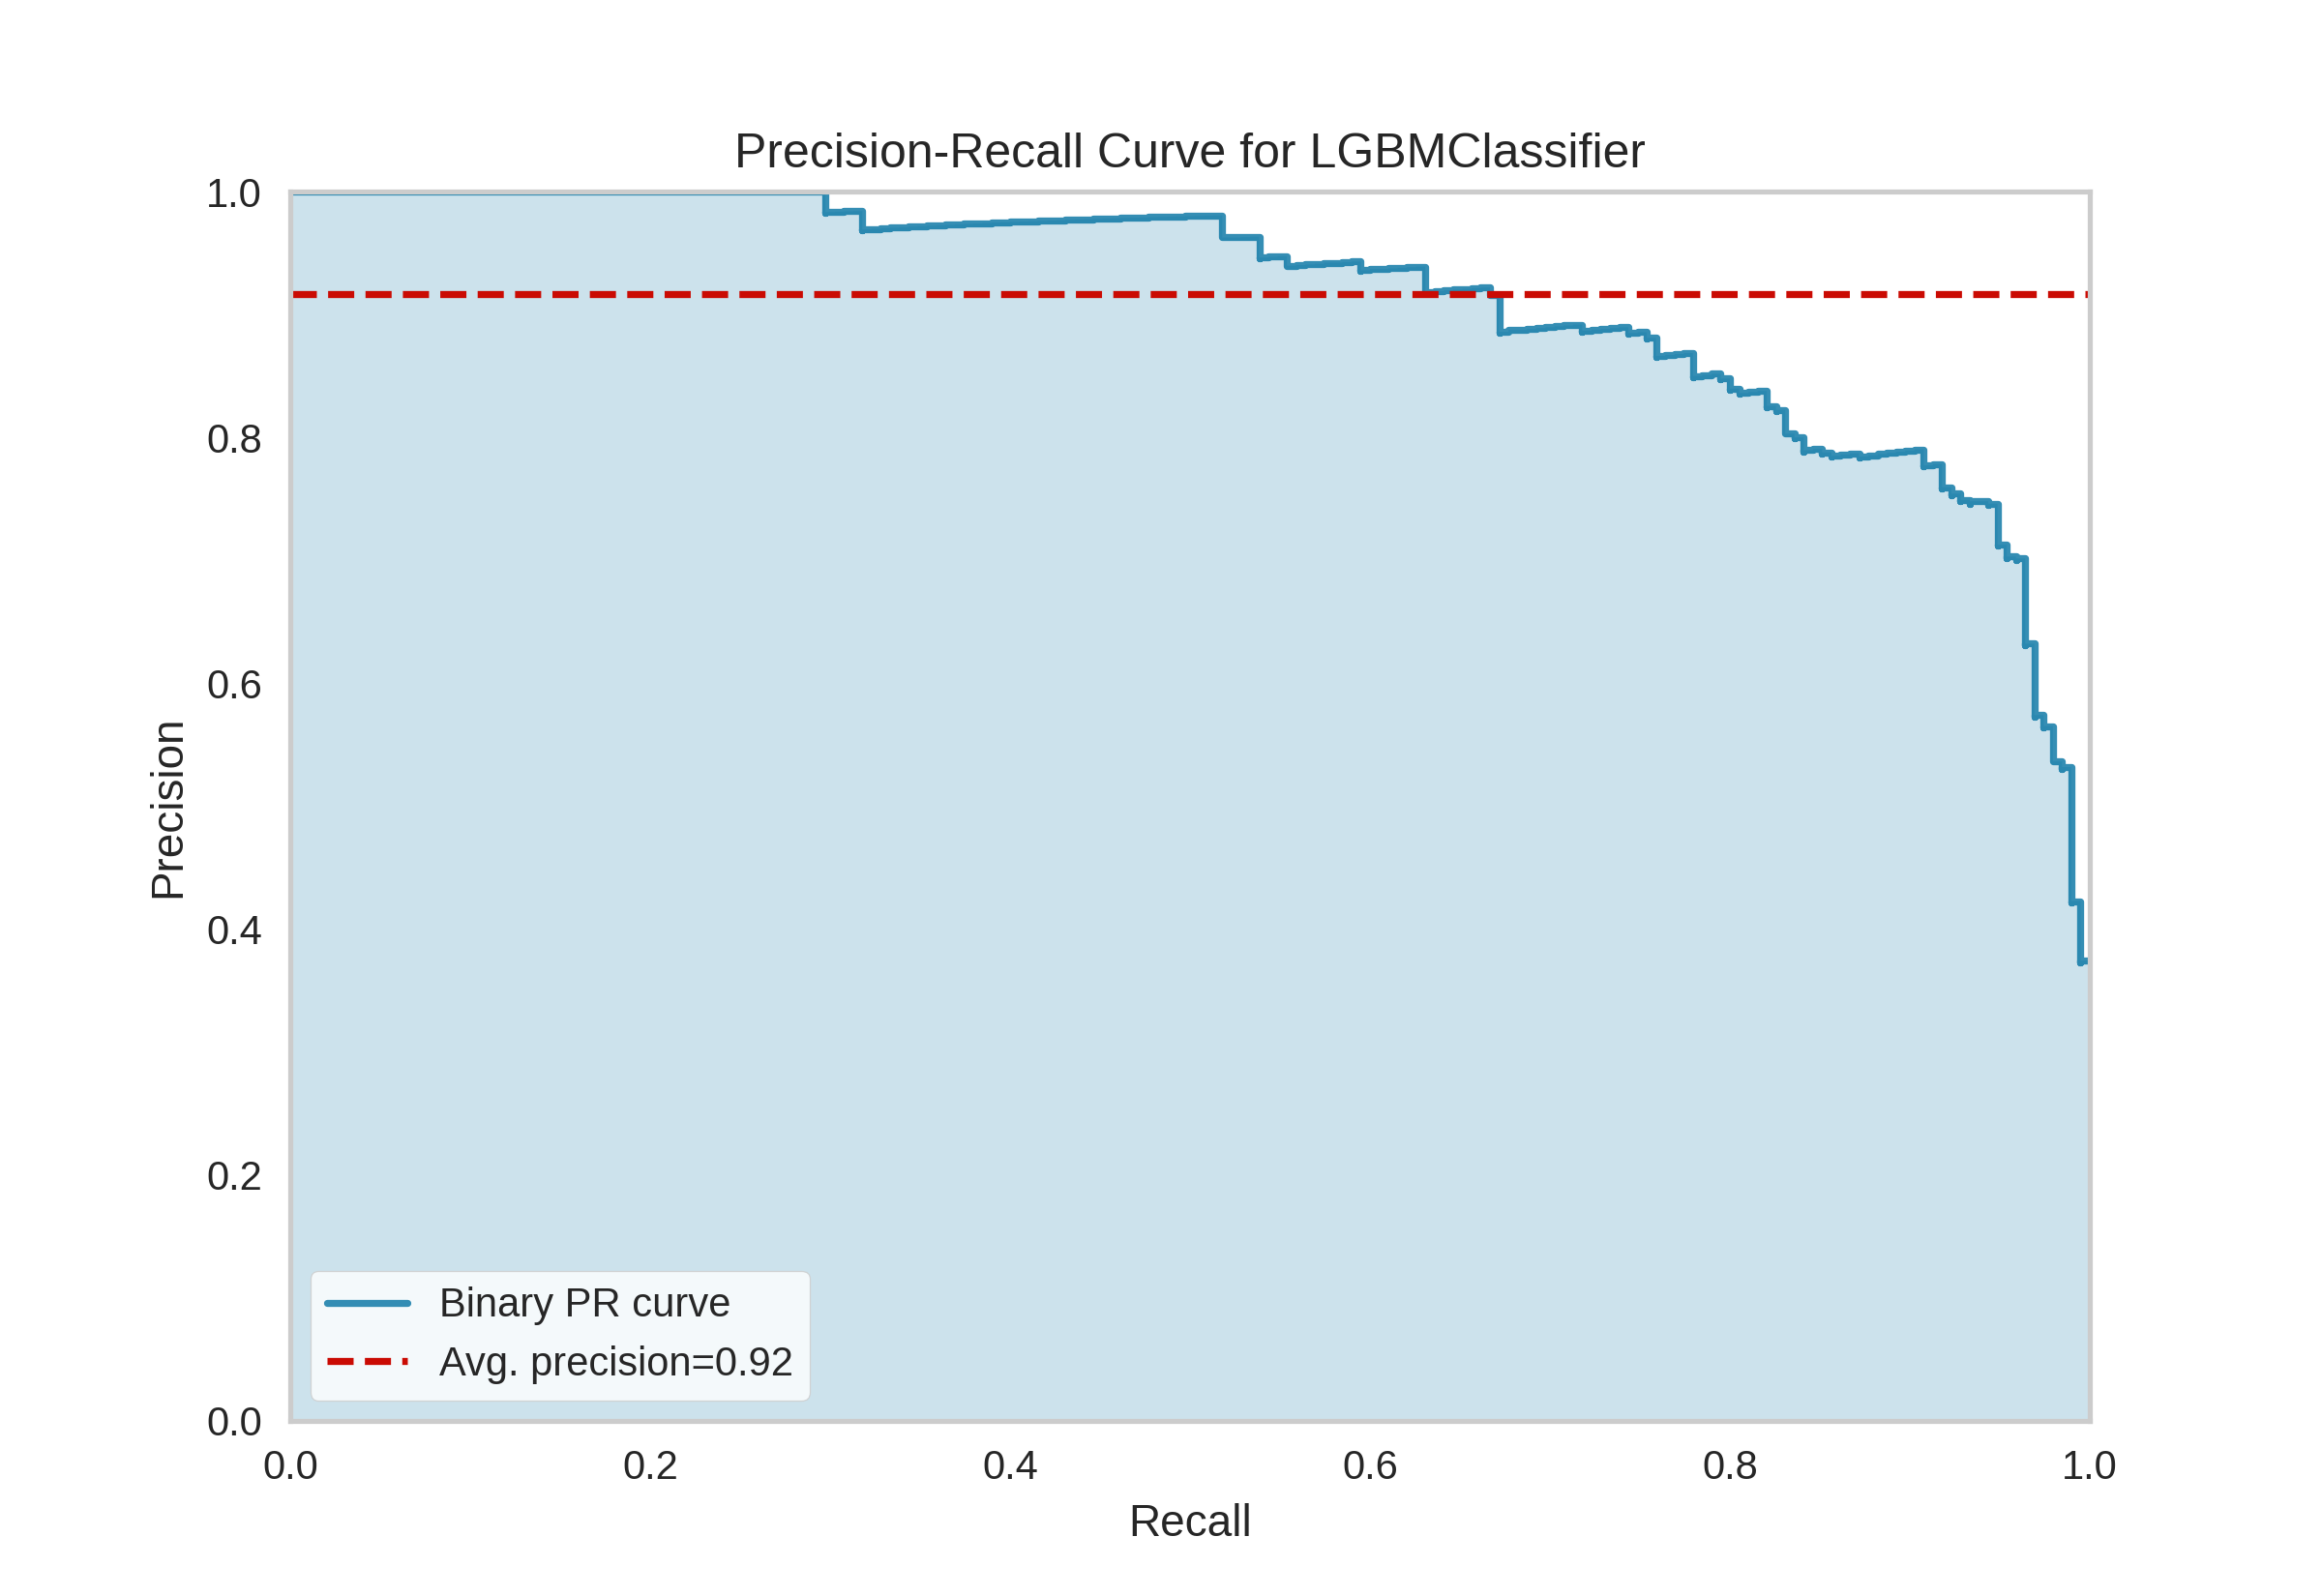 Precision-Recall Curve for LGBMClassifier
1.0
0.8
0.6
0.4
0.2
0.0
Precision
Binary PR curve
Avg. precision=0.92
0.0 0.2 0.4 0.6 0.8 1.0
Recall